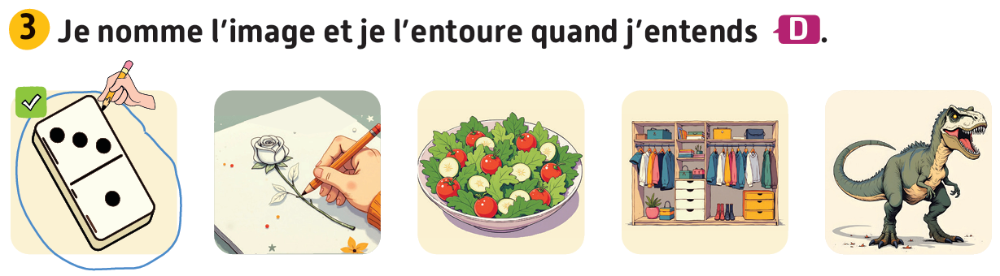 3 Je nomme l'image et je l'entoure quand j'entends D.